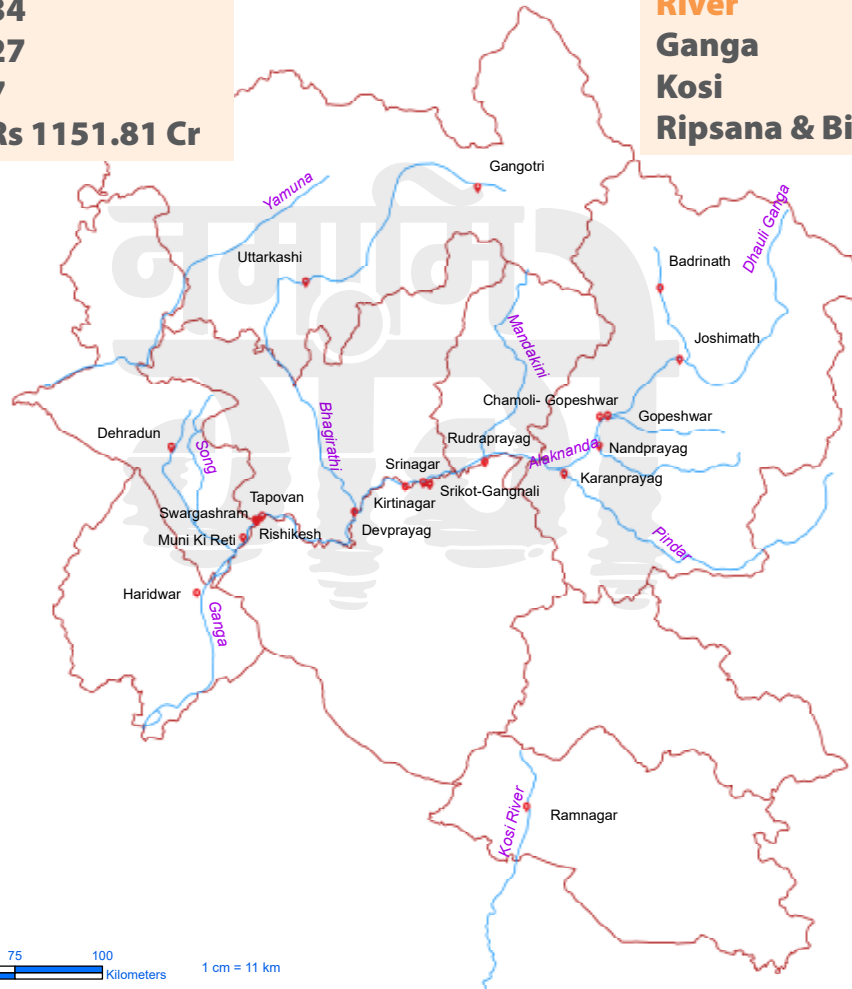 34
27
7
Rs 1151.81 Cr
River
Ganga
Kosi
Ripsana & Bi
Gangotri
Yamuna
Dhauli Ganga
Uttarkashi
Badrinath
Mandakini
Joshimath
Chamoli- Gopeshwar
Gopeshwar
Bhagirathi
Dehradun
Song
Rudraprayag
Alaknanda
Nandprayag
Srinagar
Karanprayag
Srikot-Gangnali
Tapovan
Kirtinagar
Swargashram
Devprayag
Rishikesh
Muni Ki Reti
Pindar
Haridwar
Ganga
नमामि
गंगे
Kosi River
Ramnagar
75
100
Kilometers
1 cm = 11 km